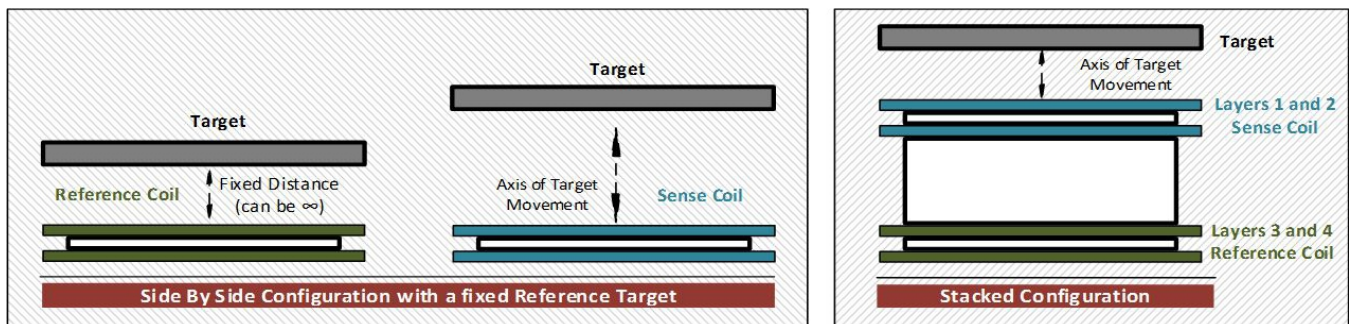 Target
Target
Reference Coil
Fixed Distance
(can be ∞)
Axis of Target
Movement
Sense Coil
Side By Side Configuration with a fixed Reference Target
Target
Axis of Target
Movement
Layers 1 and 2
Sense Coil
Layers 3 and 4
Reference Coil
Stacked Configuration